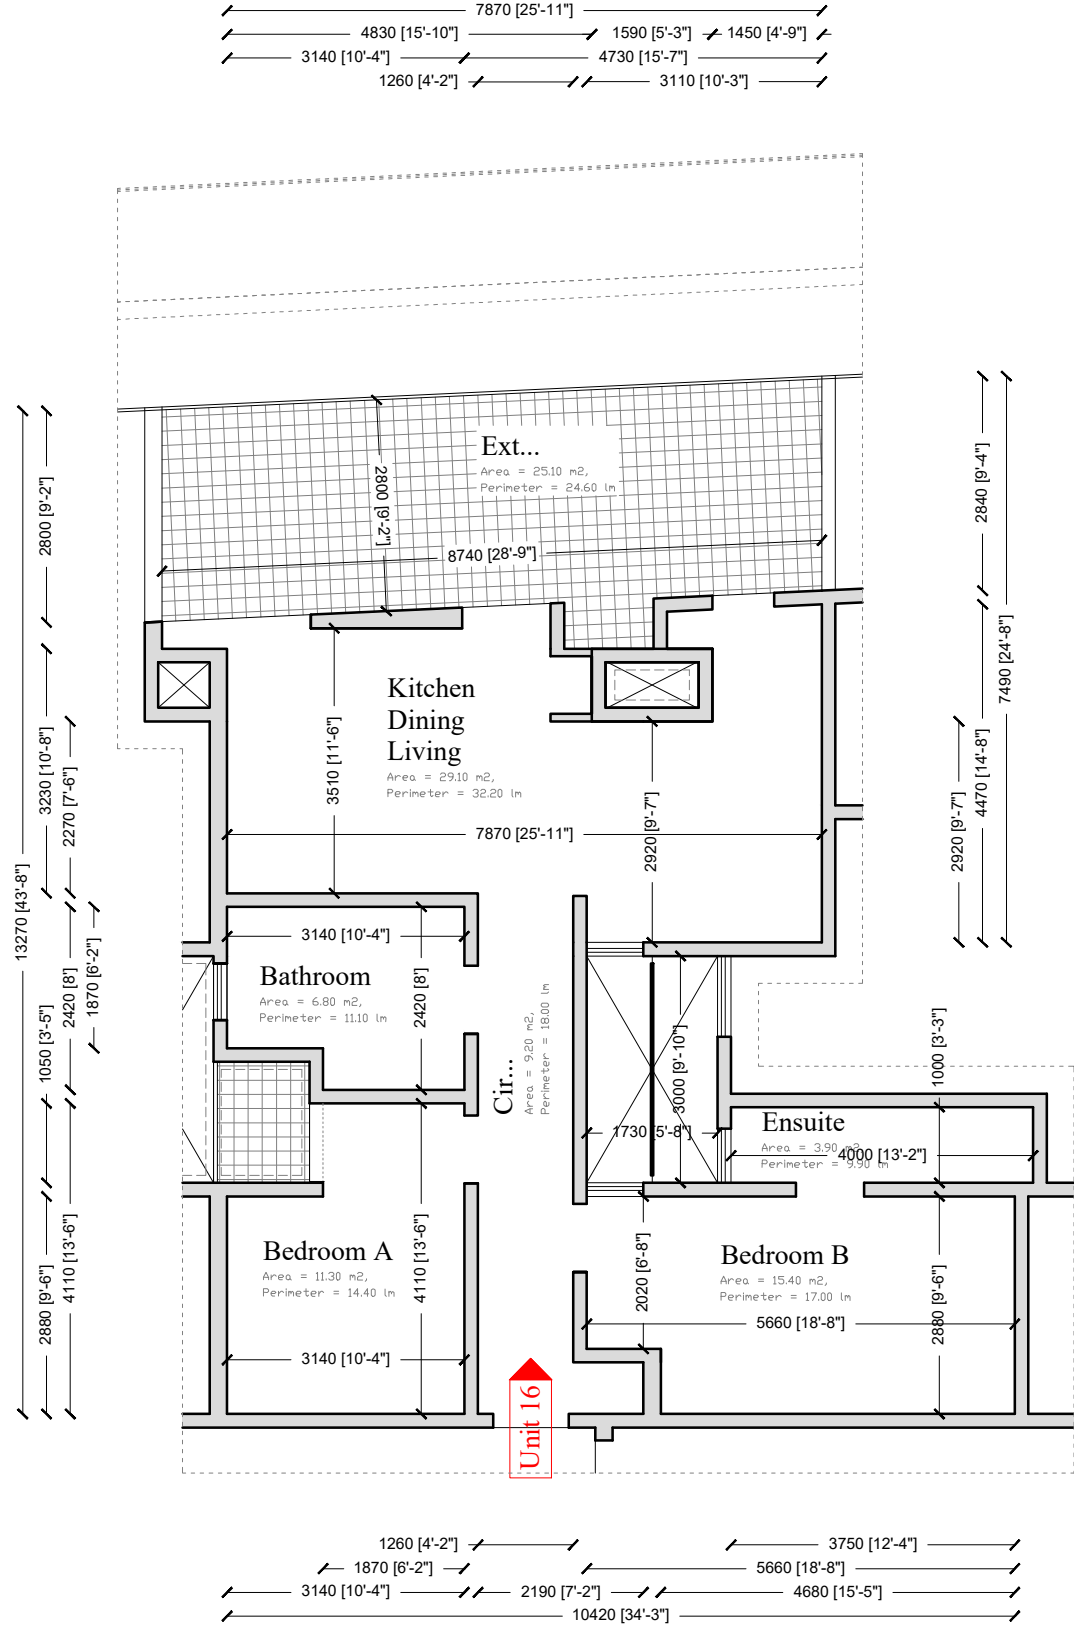 7870 [25'-11"]
4830 [15'-10"]
1590 [5'-3"]
1450 [4'-9"]
3140 [10'-4"]
4730 [15'-7"]
1260 [4'-2"]
3110 [10'-3"]
Ext...
Area = 25.10 m2,
Perimeter = 24.60 lm
2800 [9'-2"]
8740 [28'-9"]
2800 [9'-2"]
2840 [9'-4"]
7490 [24'-8"]
4470 [14'-8"]
2920 [9'-7"]
Kitchen
Dining
Living
Area = 29.10 m2,
Perimeter = 32.20 lm
3510 [11'-6"]
2920 [9'-7"]
7870 [25'-11"]
3230 [10'-8"]
2270 [7'-6"]
13270 [43'-8"]
3140 [10'-4"]
Bathroom
Area = 6.80 m2,
Perimeter = 11.10 lm
2420 [8']
1870 [6'-2"]
2420 [8']
1050 [3'-5"]
Cir...
Area = 9.20 m2,
Perimeter = 18.00 lm
3000 [9'-10"]
1730 [5'-8"]
1000 [3'-3"]
Ensuite
Area = 3.90 m2,
Perimeter = 9.90 lm
4000 [13'-2"]
Bedroom A
Area = 11.30 m2,
Perimeter = 14.40 lm
4110 [13'-6"]
3140 [10'-4"]
4110 [13'-6"]
2880 [9'-6"]
2020 [6'-8"]
Bedroom B
Area = 15.40 m2,
Perimeter = 17.00 lm
5660 [18'-8"]
2880 [9'-6"]
Unit 16
1260 [4'-2"]
3750 [12'-4"]
1870 [6'-2"]
5660 [18'-8"]
3140 [10'-4"]
2190 [7'-2"]
4680 [15'-5"]
10420 [34'-3"]